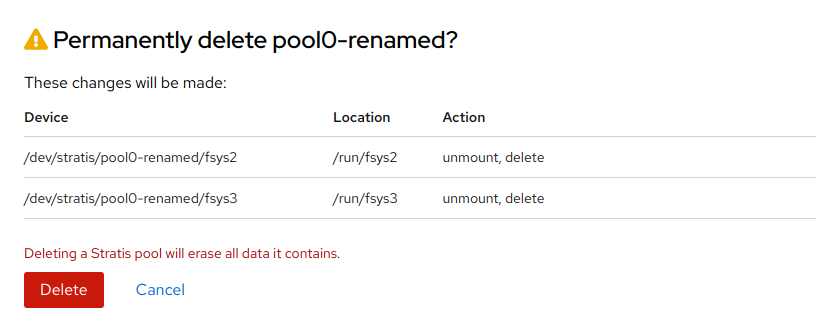 Permanently delete pool0-renamed?
These changes will be made:
Device Location Action
/dev/stratis/pool0-renamed/fsys2 /run/fsys2 unmount, delete
/dev/stratis/pool0-renamed/fsys3 /run/fsys3 unmount, delete
Deleting a Stratis pool will erase all data it contains.
Delete Cancel